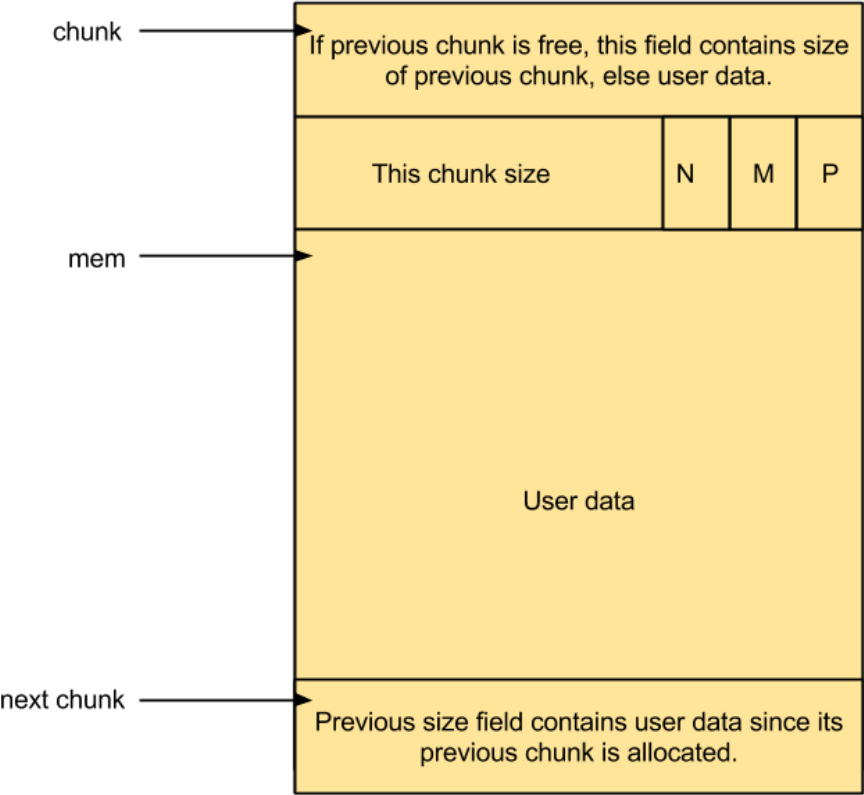 chunk
If previous chunk is free, this field contains size
of previous chunk, else user data.
This chunk size
N
M
P
mem
User data
next chunk
Previous size field contains user data since its
previous chunk is allocated.